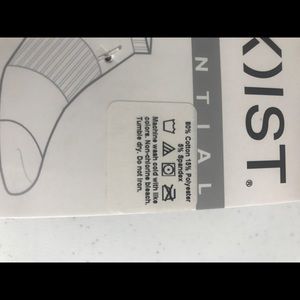 X)IST®
NTIAL
80% Cotton 15% Polyester
5% Spandex
Machine wash cold with like
colors. Non-chlorine bleach.
Tumble dry. Do not iron.